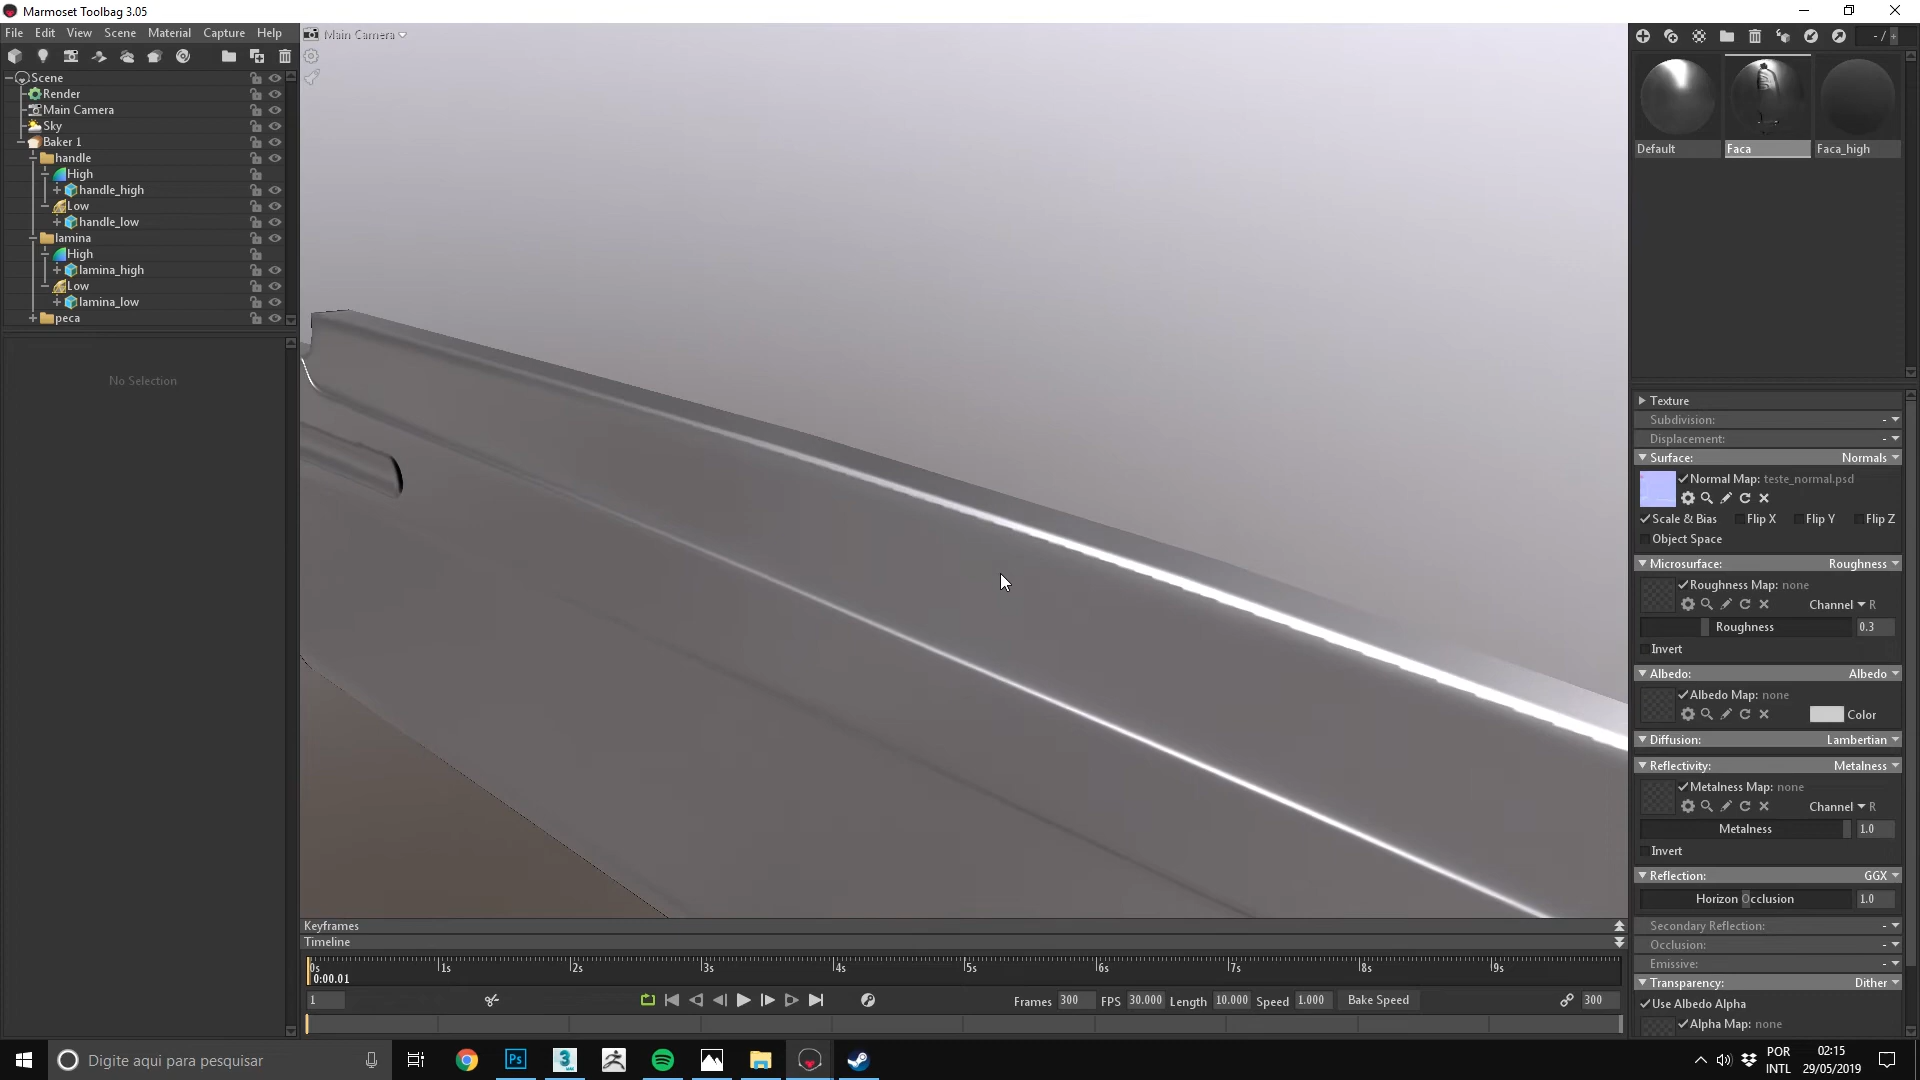 Marmoset Toolbag 3.05
File Edit View Scene Material Capture Help
Main Camera
- /
Scene
Render
Main Camera
Sky
Baker 1
handle
High
handle_high
Low
handle_low
lamina
High
lamina_high
Low
lamina_low
peca
No Selection
Default Faca Faca_high
Texture
Subdivision: -
Displacement: -
Surface: Normals
Normal Map: teste_normal.psd
Scale & Bias Flip X Flip Y Flip Z
Object Space
Microsurface: Roughness
Roughness Map: none
Channel R
Roughness 0.3
Invert
Albedo: Albedo
Albedo Map: none
Color
Diffusion: Lambertian
Reflectivity: Metalness
Metalness Map: none
Channel R
Metalness 1.0
Invert
Reflection: GGX
Horizon Occlusion 1.0
Secondary Reflection: -
Occlusion: -
Emissive: -
Transparency: Dither
Use Albedo Alpha
Alpha Map: none
Keyframes
Timeline
0s 1s 2s 3s 4s 5s 6s 7s 8s 9s
0:00.01
1 Frames 300 FPS 30.000 Length 10.000 Speed 1.000 Bake Speed 300
Digite aqui para pesquisar
Ps
3
POR
INTL
02:15
29/05/2019